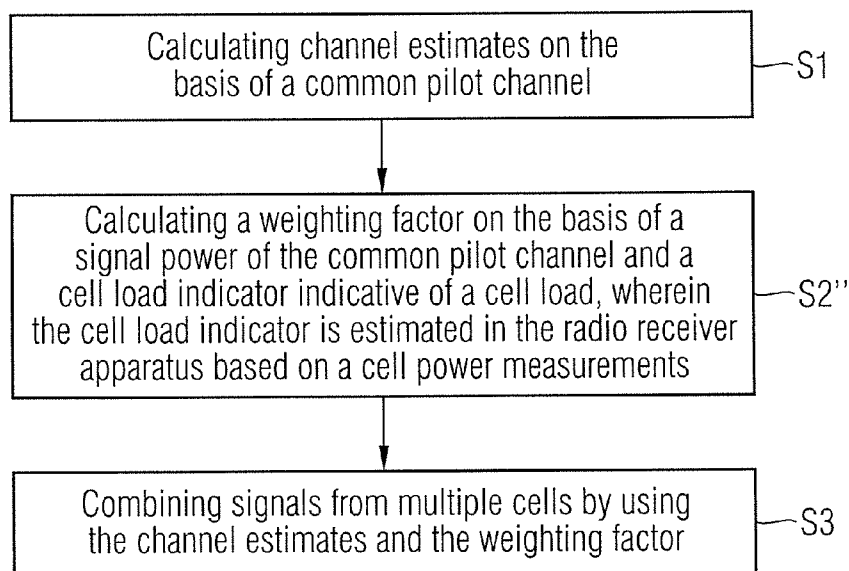 Calculating channel estimates on the
basis of a common pilot channel
S1
Calculating a weighting factor on the basis of a
signal power of the common pilot channel and a
cell load indicator indicative of a cell load, wherein
the cell load indicator is estimated in the radio receiver
apparatus based on a cell power measurements
S2''
Combining signals from multiple cells by using
the channel estimates and the weighting factor
S3